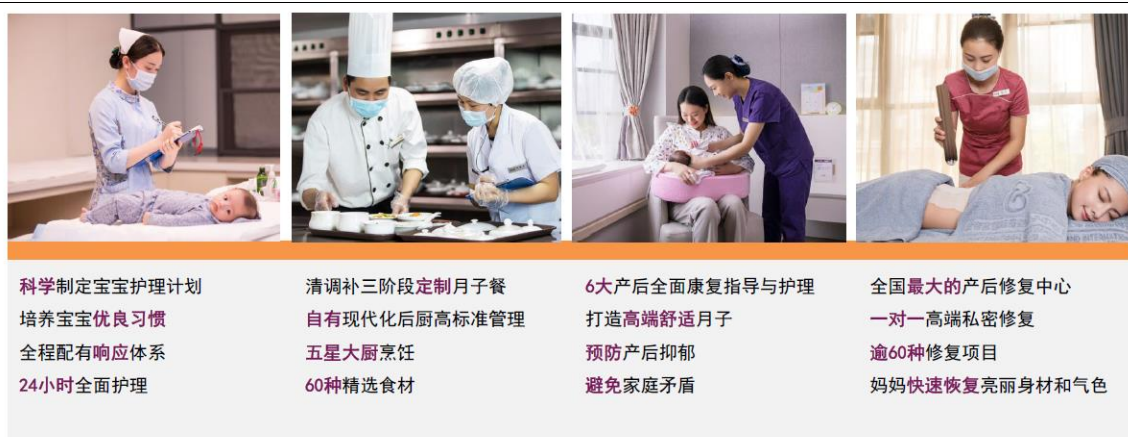 科学制定宝宝护理计划
培养宝宝优良习惯
全程配有响应体系
24小时全面护理
清调补三阶段定制月子餐
自有现代化后厨高标准管理
五星大厨烹饪
60种精选食材
6大产后全面康复指导与护理
打造高端舒适月子
预防产后抑郁
避免家庭矛盾
全国最大的产后修复中心
一对一高端私密修复
逾60种修复项目
妈妈快速恢复亮丽身材和气色